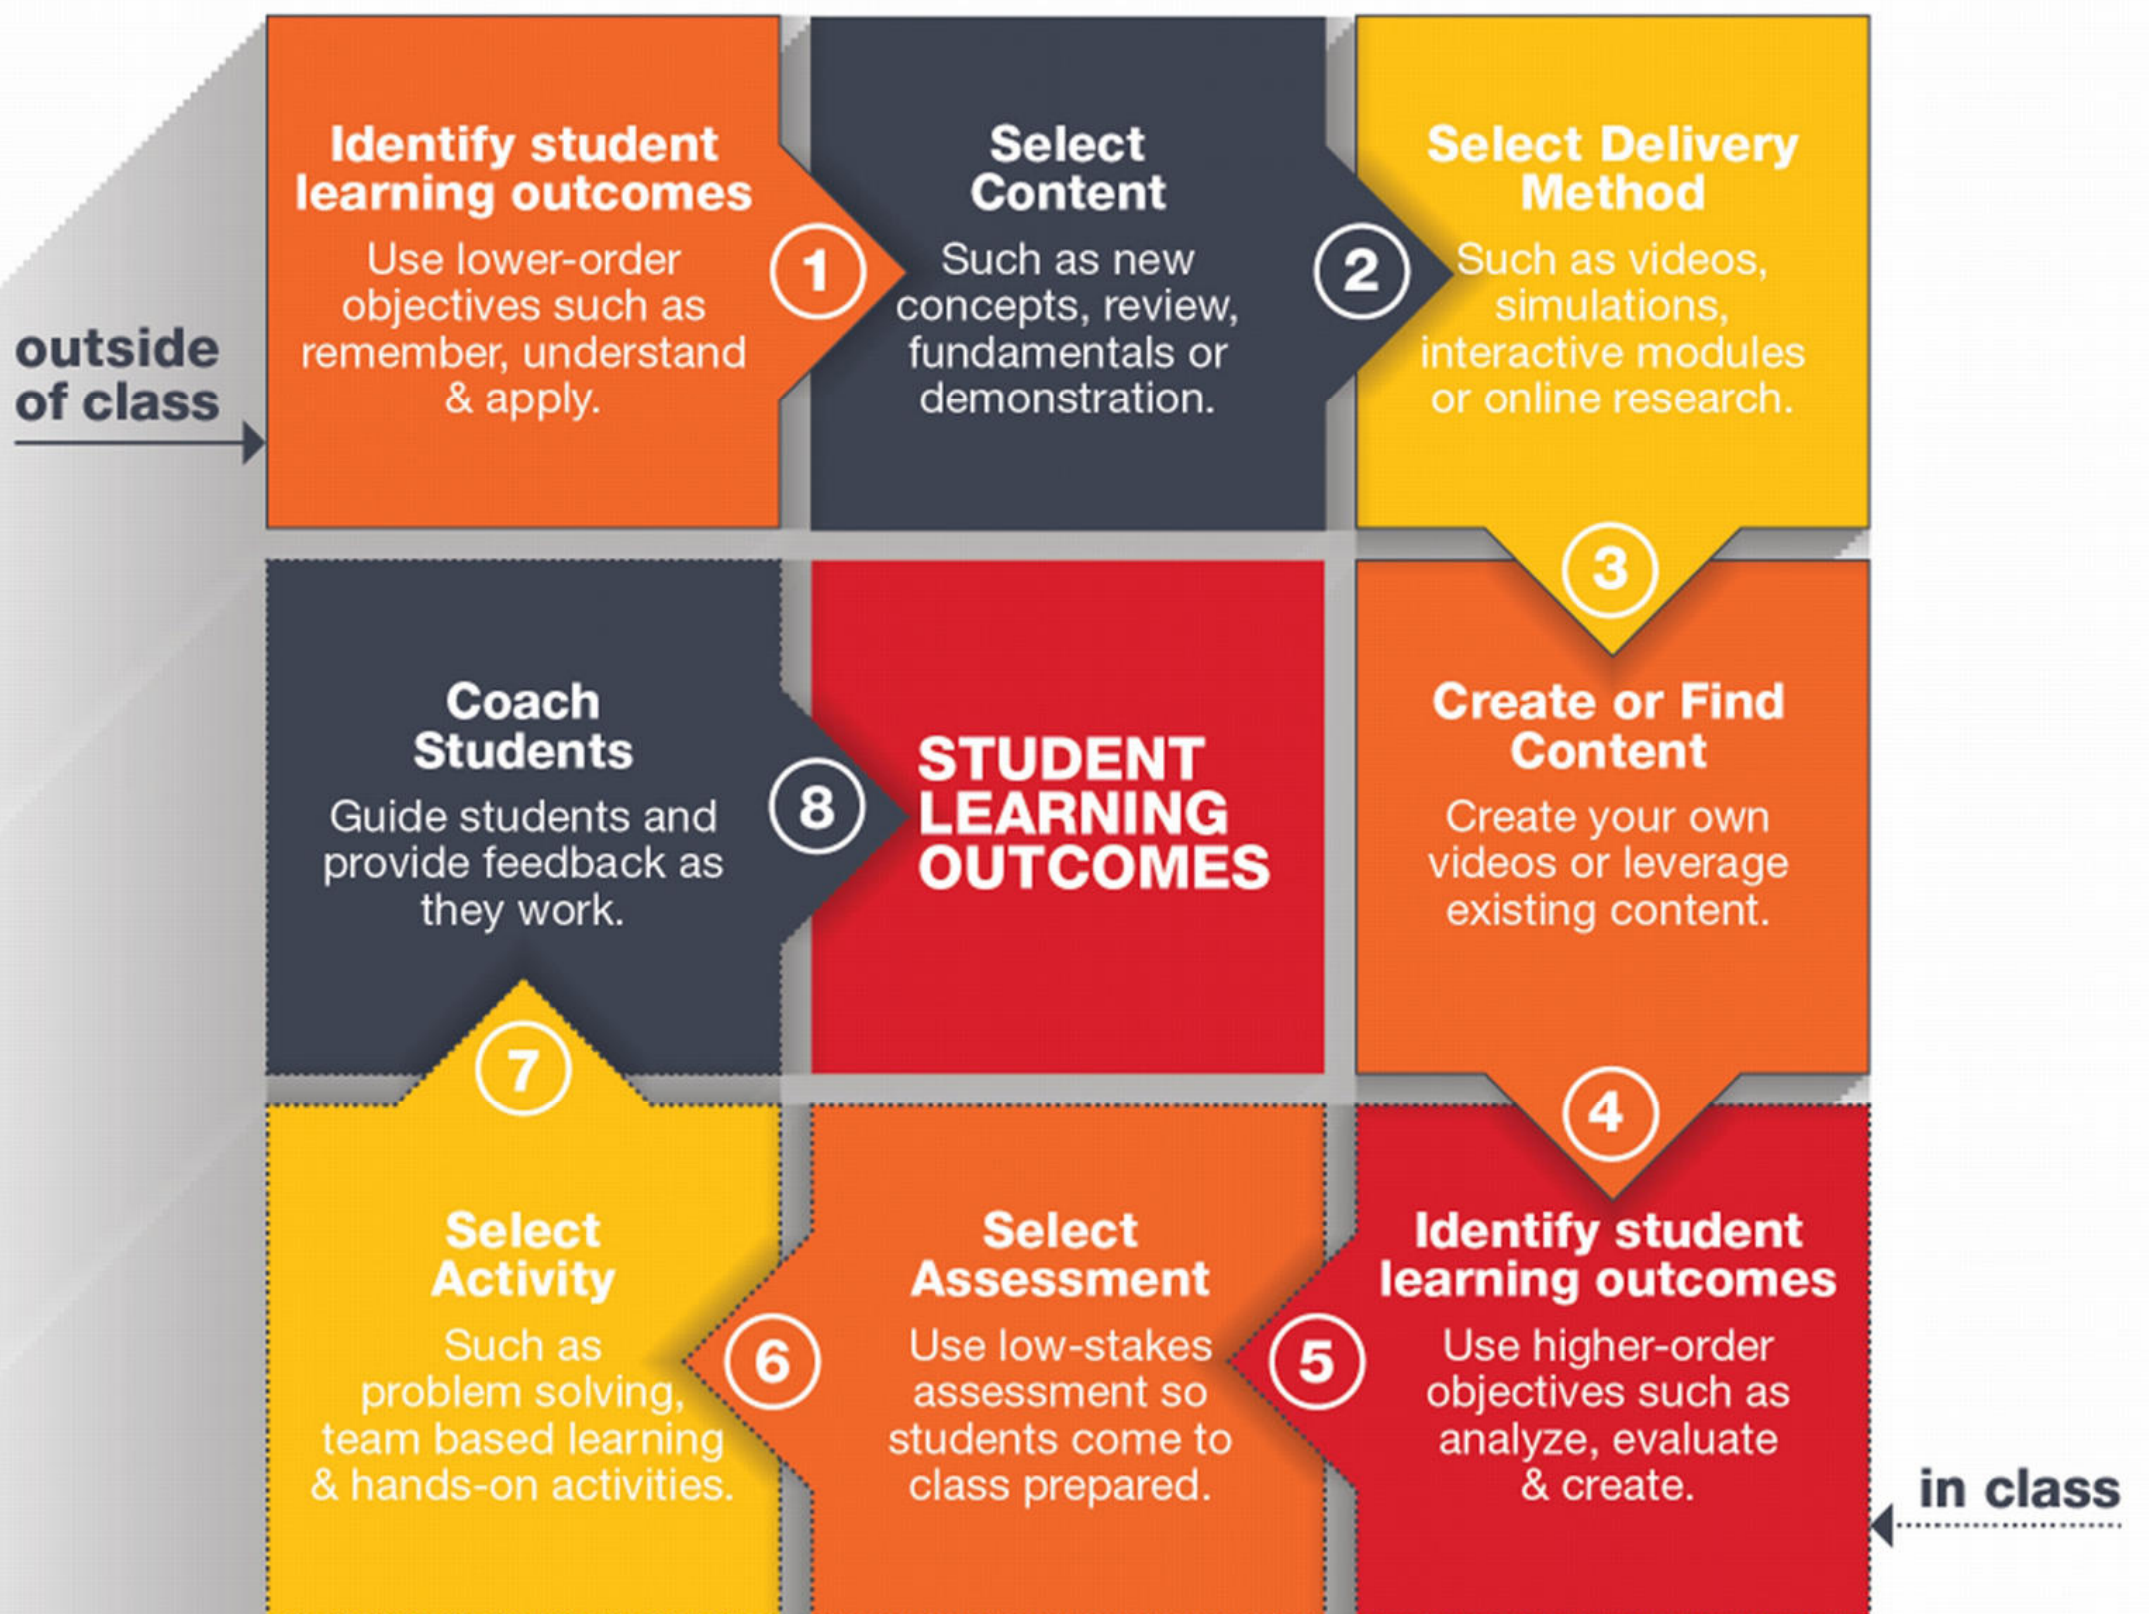 Identify student
learning outcomes
Use lower-order
objectives such as
remember, understand
& apply.
1
Select
Content
Such as new
concepts, review,
fundamentals or
demonstration.
2
Select Delivery
Method
Such as videos,
simulations,
interactive modules
or online research.
outside
of class
3
Create or Find
Content
Create your own
videos or leverage
existing content.
4
Identify student
learning outcomes
Use higher-order
objectives such as
analyze, evaluate
& create.
in class
5
Select
Assessment
Use low-stakes
assessment so
students come to
class prepared.
6
Select
Activity
Such as
problem solving,
team based learning
& hands-on activities.
7
Coach
Students
Guide students and
provide feedback as
they work.
8
STUDENT
LEARNING
OUTCOMES